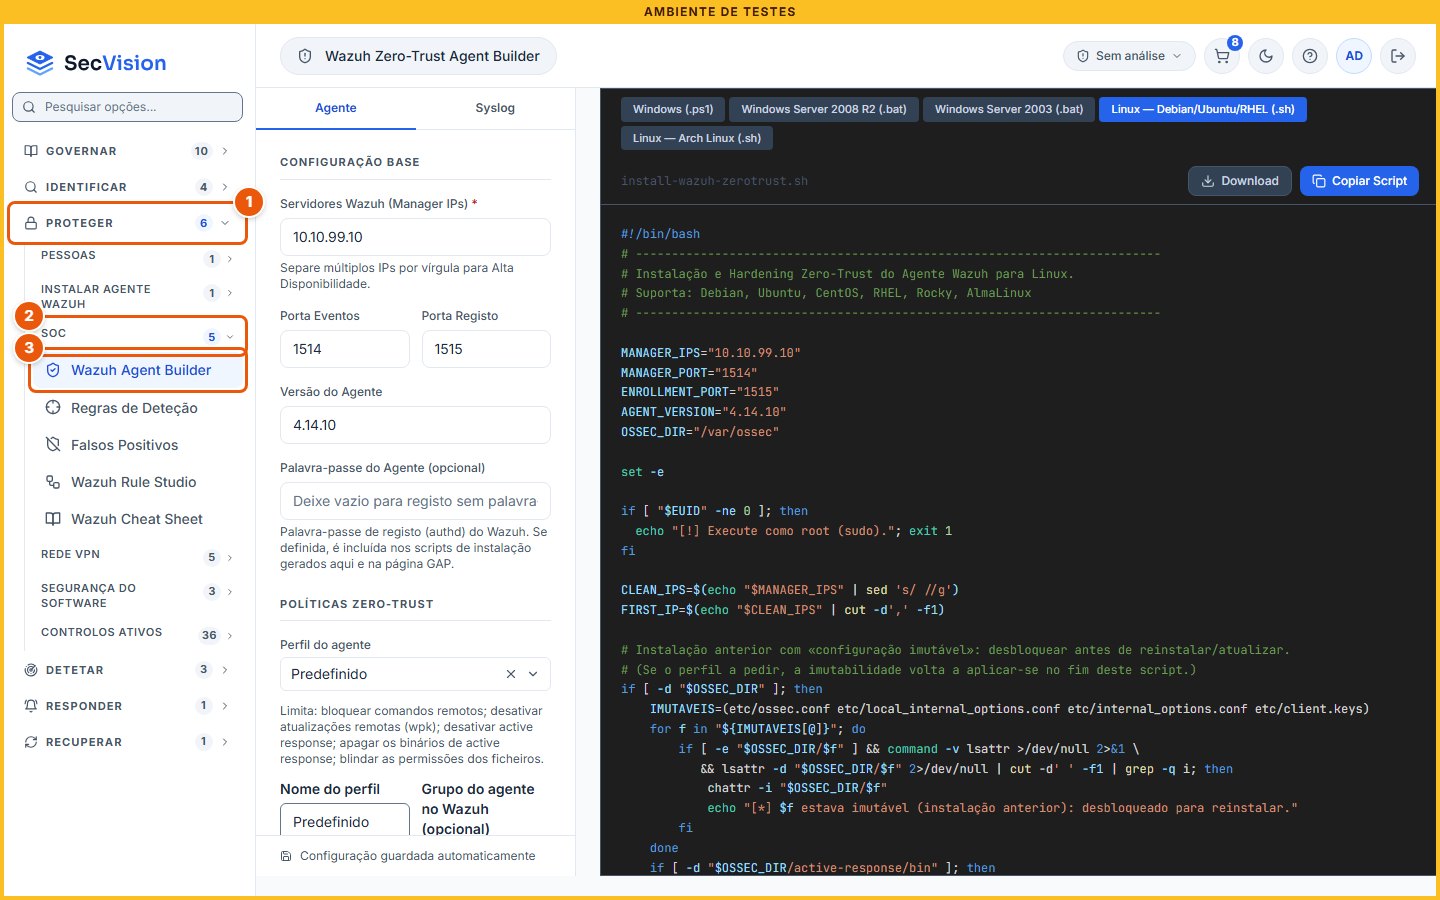 AMBIENTE DE TESTES
SecVision
Pesquisar opções...
GOVERNAR 10
IDENTIFICAR 4
1
PROTEGER 6
PESSOAS 1
INSTALAR AGENTE WAZUH 1
2
SOC 5
3
Wazuh Agent Builder
Regras de Deteção
Falsos Positivos
Wazuh Rule Studio
Wazuh Cheat Sheet
REDE VPN 5
SEGURANÇA DO SOFTWARE 3
CONTROLOS ATIVOS 36
DETETAR 3
RESPONDER 1
RECUPERAR 1
Wazuh Zero-Trust Agent Builder
Sem análise
8
AD
Agente Syslog
CONFIGURAÇÃO BASE
Servidores Wazuh (Manager IPs) *
10.10.99.10
Separe múltiplos IPs por vírgula para Alta
Disponibilidade.
Porta Eventos Porta Registo
1514 1515
Versão do Agente
4.14.10
Palavra-passe do Agente (opcional)
Deixe vazio para registo sem palavra
Palavra-passe de registo (authd) do Wazuh. Se
definida, é incluída nos scripts de instalação
gerados aqui e na página GAP.
POLÍTICAS ZERO-TRUST
Perfil do agente
Predefinido
Limita: bloquear comandos remotos; desativar
atualizações remotas (wpk); desativar active
response; apagar os binários de active
response; blindar as permissões dos ficheiros.
Nome do perfil
Predefinido
Grupo do agente
no Wazuh
(opcional)
Configuração guardada automaticamente
Windows (.ps1) Windows Server 2008 R2 (.bat) Windows Server 2003 (.bat) Linux — Debian/Ubuntu/RHEL (.sh)
Linux — Arch Linux (.sh)
install-wazuh-zerotrust.sh
Download
Copiar Script
#!/bin/bash
# -------------------------------------------------------------------------
# Instalação e Hardening Zero-Trust do Agente Wazuh para Linux.
# Suporta: Debian, Ubuntu, CentOS, RHEL, Rocky, AlmaLinux
# -------------------------------------------------------------------------
MANAGER_IPS="10.10.99.10"
MANAGER_PORT="1514"
ENROLLMENT_PORT="1515"
AGENT_VERSION="4.14.10"
OSSEC_DIR="/var/ossec"
set -e
if [ "$EUID" -ne 0 ]; then
echo "[!] Execute como root (sudo)."; exit 1
fi
CLEAN_IPS=$(echo "$MANAGER_IPS" | sed 's/ //g')
FIRST_IP=$(echo "$CLEAN_IPS" | cut -d',' -f1)
# Instalação anterior com «configuração imutável»: desbloquear antes de reinstalar/atualizar.
# (Se o perfil a pedir, a imutabilidade volta a aplicar-se no fim deste script.)
if [ -d "$OSSEC_DIR" ]; then
IMUTAVEIS=(etc/ossec.conf etc/local_internal_options.conf etc/internal_options.conf etc/client.keys)
for f in "${IMUTAVEIS[@]}"; do
if [ -e "$OSSEC_DIR/$f" ] && command -v lsattr >/dev/null 2>&1 \
&& lsattr -d "$OSSEC_DIR/$f" 2>/dev/null | cut -d' ' -f1 | grep -q i; then
chattr -i "$OSSEC_DIR/$f"
echo "[*] $f estava imutável (instalação anterior): desbloqueado para reinstalar."
fi
done
if [ -d "$OSSEC_DIR/active-response/bin" ]; then